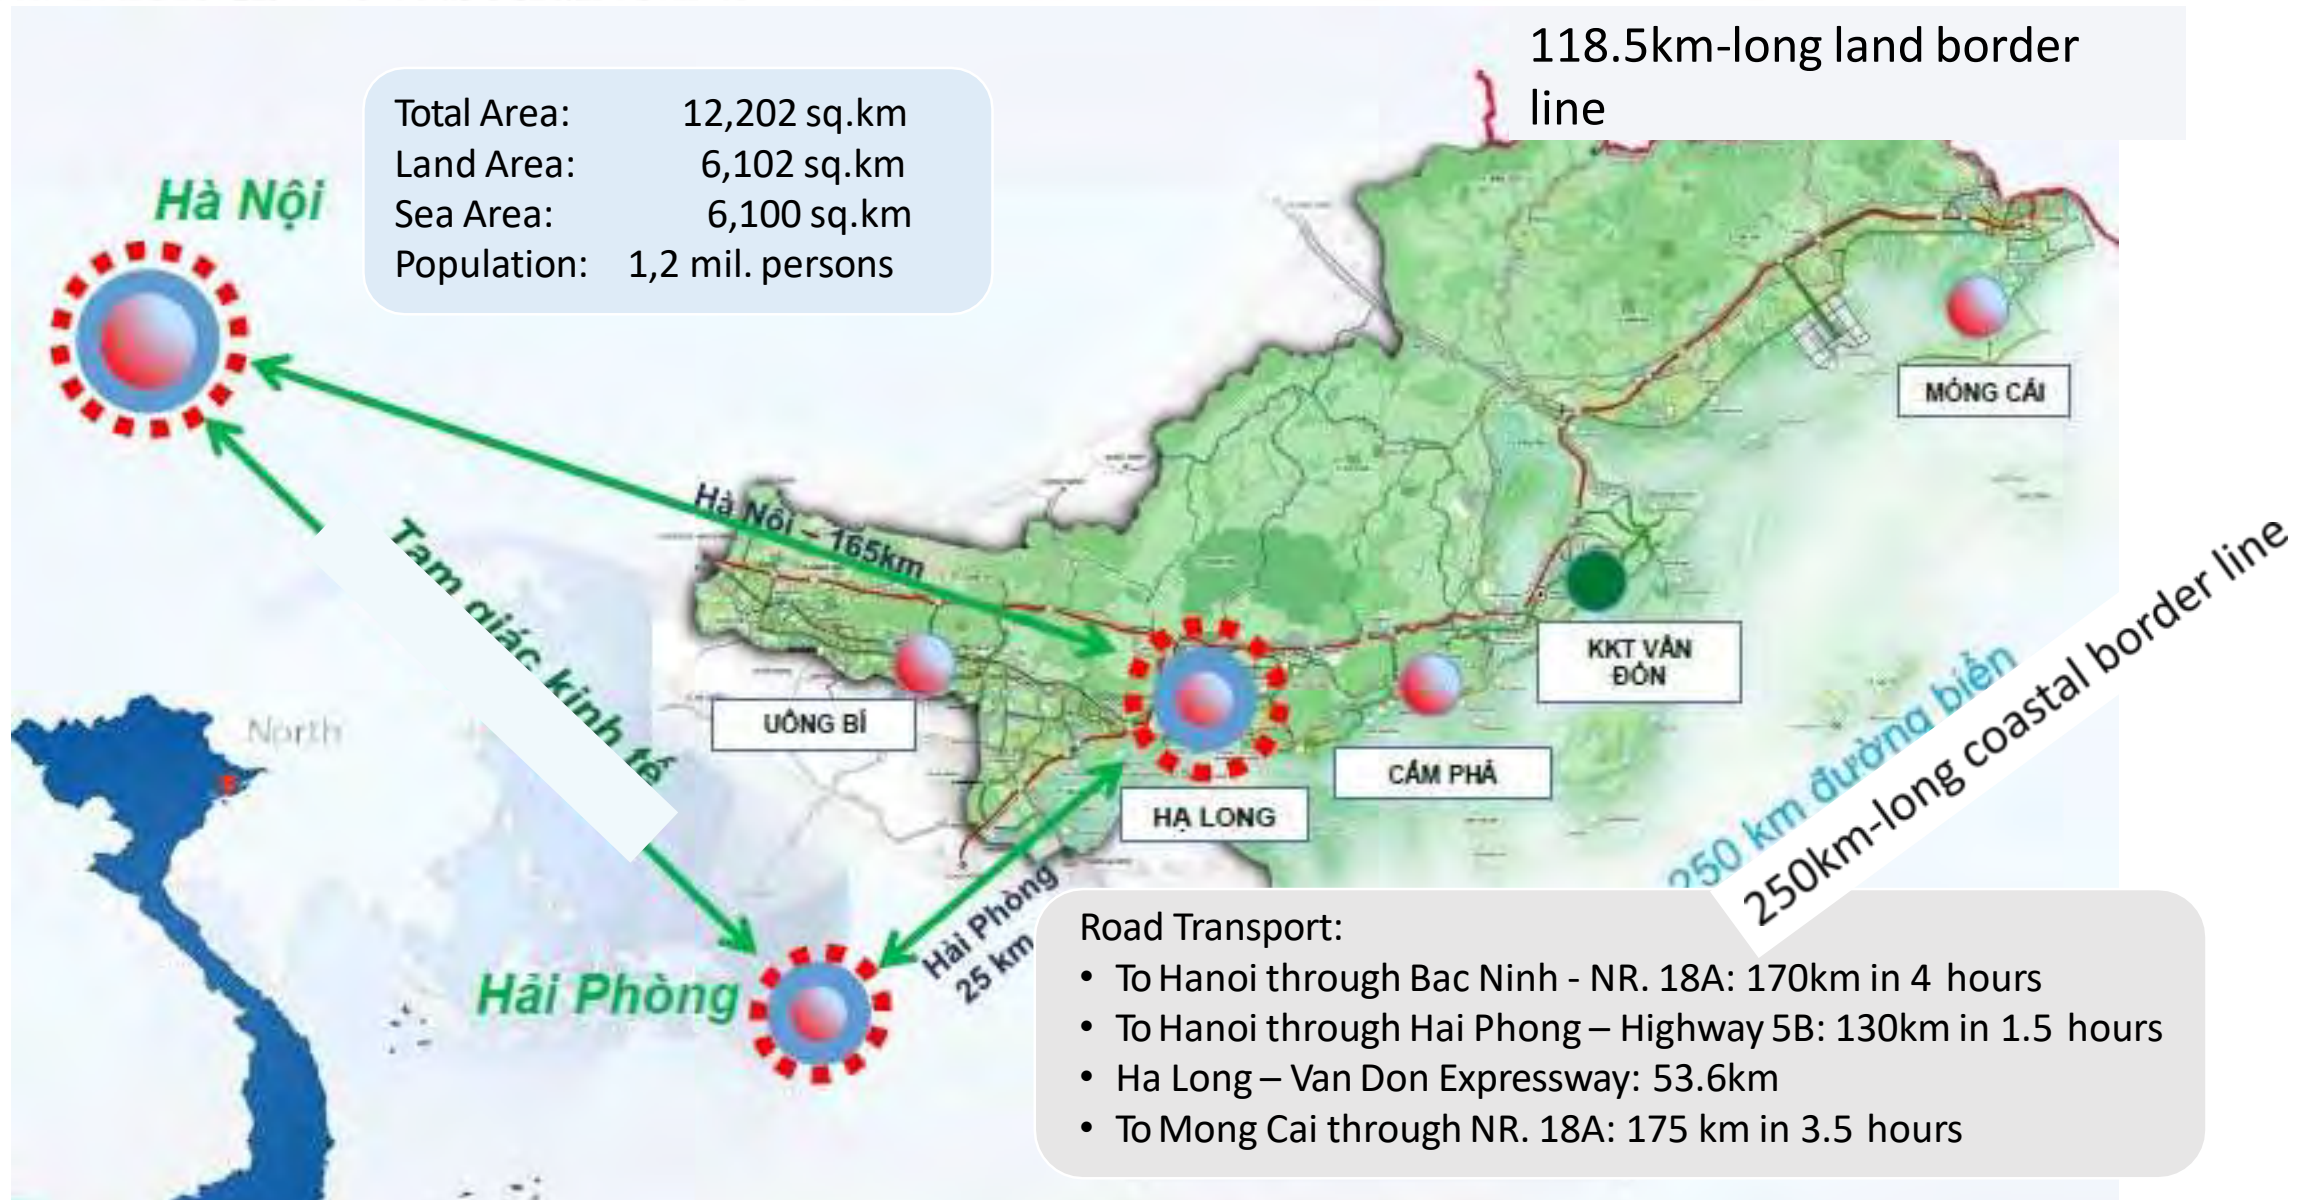 118.5km-long land border
line
Total Area: 12,202 sq.km
Land Area: 6,102 sq.km
Sea Area: 6,100 sq.km
Population: 1,2 mil. persons
Hà Nội
MÓNG CÁI
Hà Nội – 165km
Tam giác kinh tế
KKT VÂN
ĐỒN
UÔNG BÍ
CẨM PHẢ
HẠ LONG
North
250 km đường biển
250km-long coastal border line
Hải Phòng
25 km
Hải Phòng
Road Transport:
• To Hanoi through Bac Ninh - NR. 18A: 170km in 4 hours
• To Hanoi through Hai Phong – Highway 5B: 130km in 1.5 hours
• Ha Long – Van Don Expressway: 53.6km
• To Mong Cai through NR. 18A: 175 km in 3.5 hours